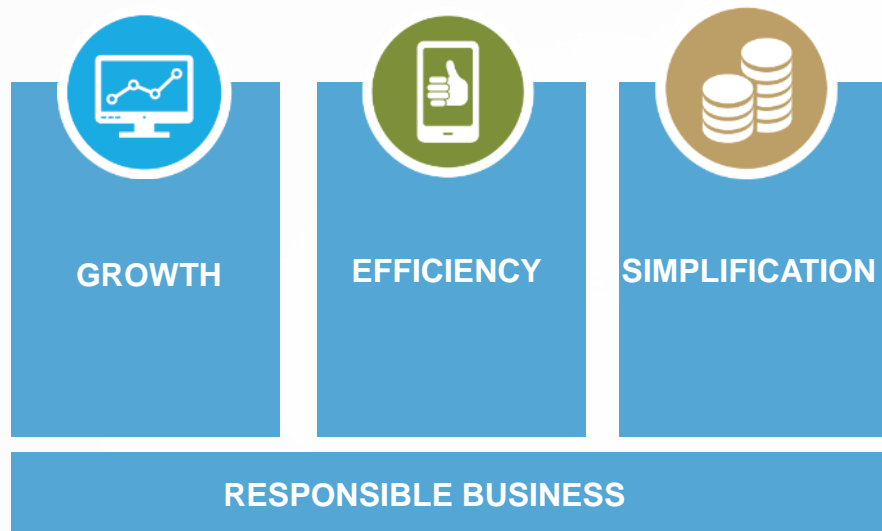 GROWTH
EFFICIENCY
SIMPLIFICATION
RESPONSIBLE BUSINESS